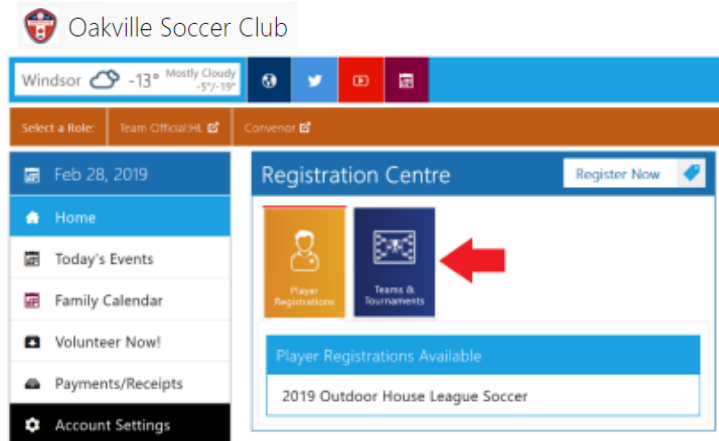 Oakville Soccer Club
Windsor -13° Mostly Cloudy
-5°/-19°
Select a Role: Team Official:HL Convenor
Feb 28, 2019
Home
Today's Events
Family Calendar
Volunteer Now!
Payments/Receipts
Account Settings
Registration Centre Register Now
Player
Registrations
Teams &
Tournaments
Player Registrations Available
2019 Outdoor House League Soccer